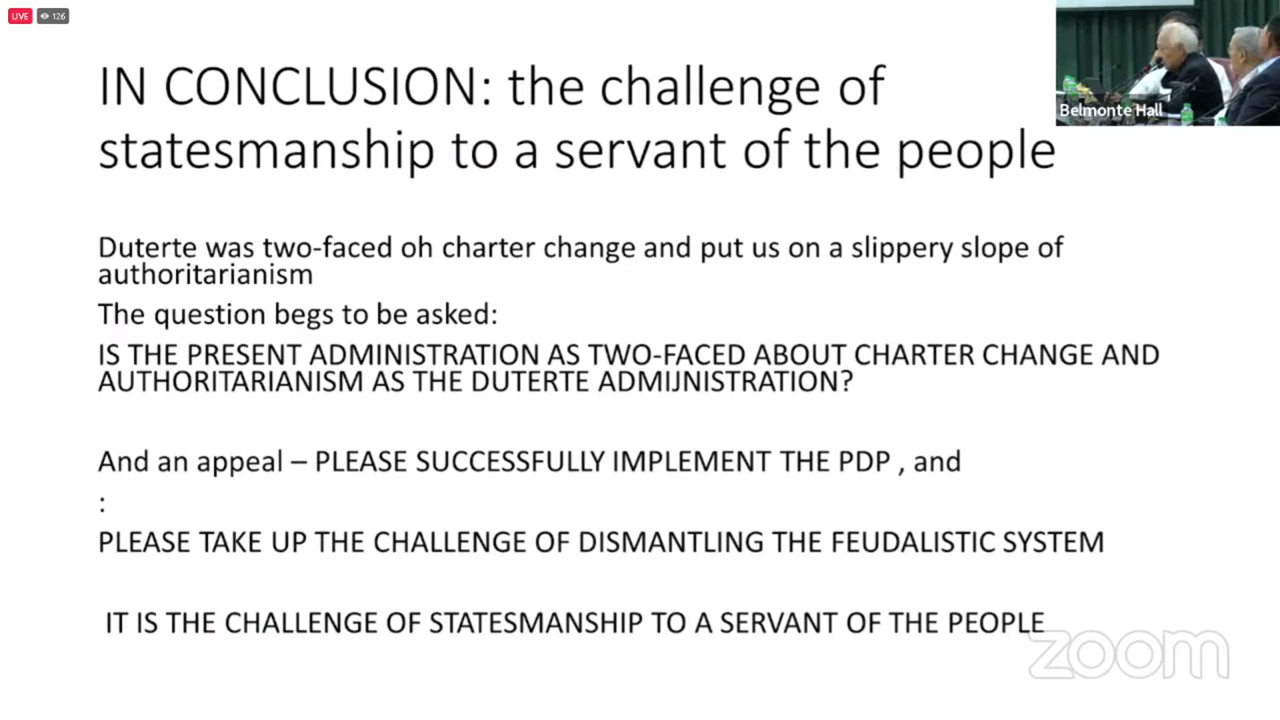 LIVE
126
IN CONCLUSION: the challenge of
statesmanship to a servant of the people
Belmonte Hall
Duterte was two-faced oh charter change and put us on a slippery slope of
authoritarianism
The question begs to be asked:
IS THE PRESENT ADMINISTRATION AS TWO-FACED ABOUT CHARTER CHANGE AND
AUTHORITARIANISM AS THE DUTERTE ADMIJNISTRATION?
And an appeal – PLEASE SUCCESSFULLY IMPLEMENT THE PDP , and
:
PLEASE TAKE UP THE CHALLENGE OF DISMANTLING THE FEUDALISTIC SYSTEM
IT IS THE CHALLENGE OF STATESMANSHIP TO A SERVANT OF THE PEOPLE
zoom